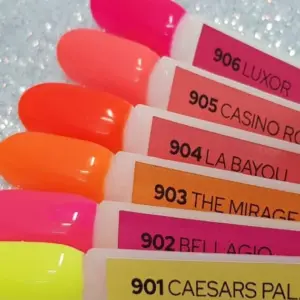 906 LUXOR
905 CASINO RO
904 LA BAYOU
903 THE MIRAGE
902 BELLAGIO
901 CAESARS PAL